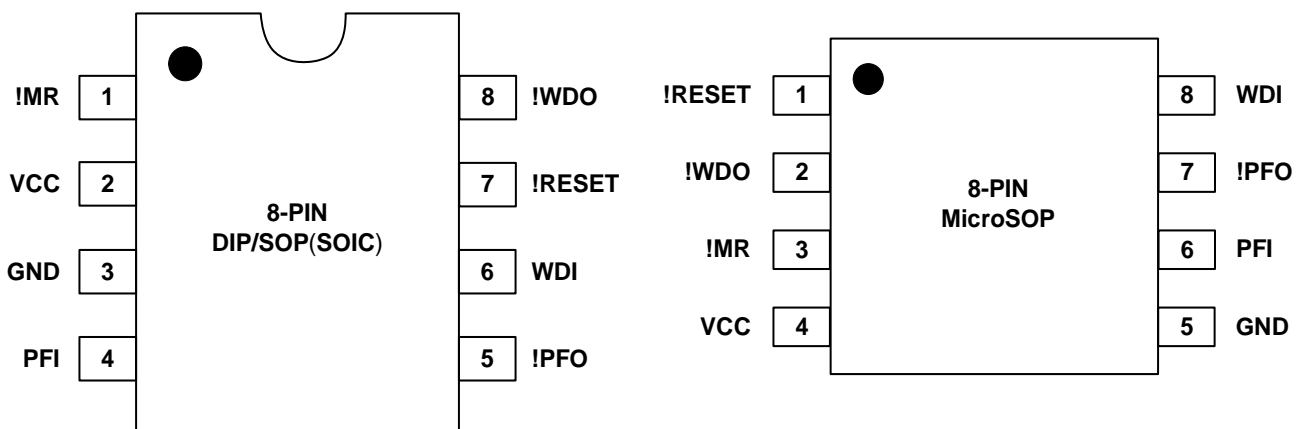 !MR 1
8 !WDO
VCC 2
7 !RESET
8-PIN
DIP/SOP(SOIC)
GND 3
6 WDI
PFI 4
5 !PFO
!RESET 1
8 WDI
!WDO 2
7 !PFO
8-PIN
MicroSOP
!MR 3
6 PFI
VCC 4
5 GND